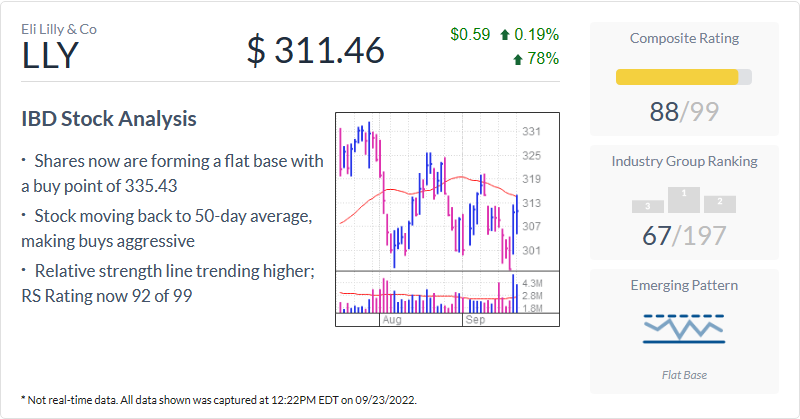 Eli Lilly & Co
LLY
$ 311.46
$0.59 0.19%
78%
IBD Stock Analysis
· Shares now are forming a flat base with
a buy point of 335.43
· Stock moving back to 50-day average,
making buys aggressive
· Relative strength line trending higher;
RS Rating now 92 of 99
331
325
319
313
307
301
4.3M
2.8M
1.8M
Aug
Sep
Composite Rating
88/99
Industry Group Ranking
3 1 2
67/197
Emerging Pattern
Flat Base
* Not real-time data. All data shown was captured at 12:22PM EDT on 09/23/2022.